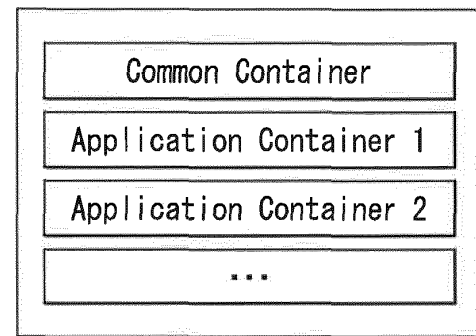 Common Container
Application Container 1
Application Container 2
...